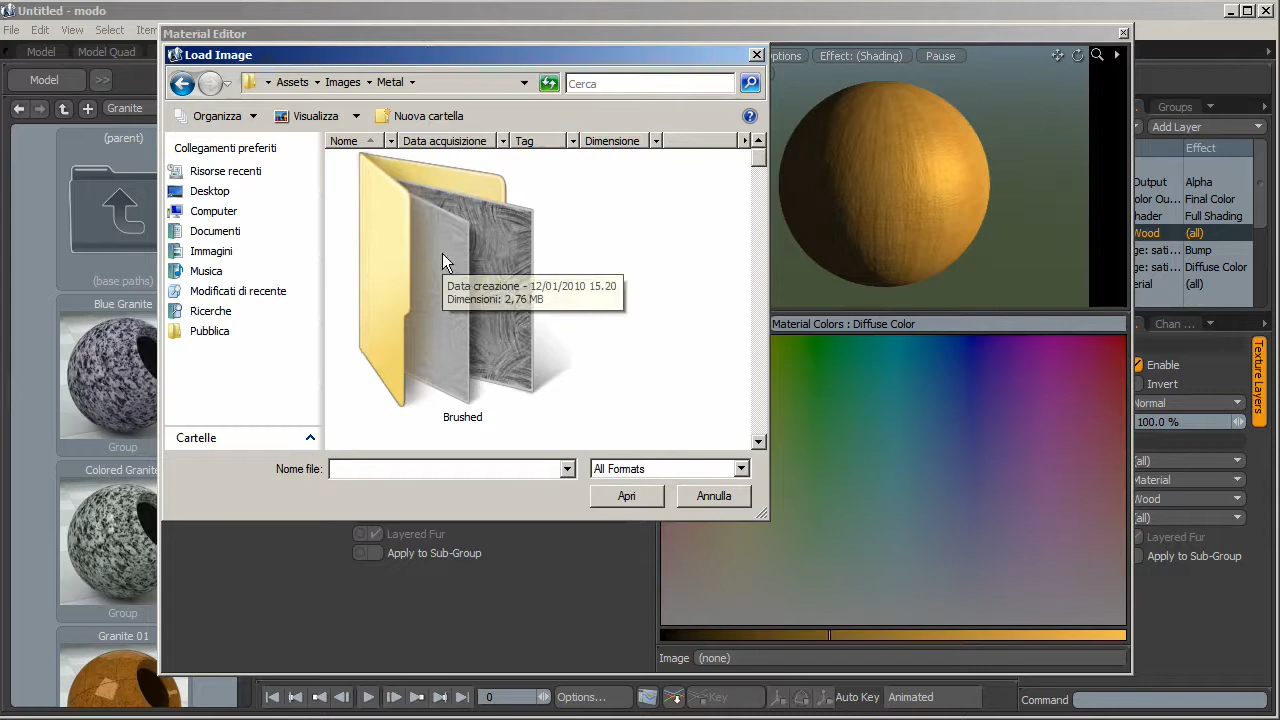 Untitled - modo
File Edit View Select Item
Material Editor
Load Image
Model Model Quad
Model >>
Granite
(parent)
(base paths)
Blue Granite
Group
Colored Granite
Group
Granite 01
Assets Images Metal
Cerca
Organizza Visualizza Nuova cartella
Collegamenti preferiti
Risorse recenti
Desktop
Computer
Documenti
Immagini
Musica
Modificati di recente
Ricerche
Pubblica
Cartelle
Nome Data acquisizione Tag Dimensione
Data creazione - 12/01/2010 15.20
Dimensioni: 2,76 MB
Brushed
Nome file:
All Formats
Apri Annulla
Layered Fur
Apply to Sub-Group
Effect: (Shading) Pause
Material Colors : Diffuse Color
Image (none)
Groups
Add Layer
Effect
Output Alpha
Final Color
Full Shading
Wood (all)
Bump
Diffuse Color
(all)
Chan ...
Texture Layers
Enable
Invert
Normal
100.0 %
(all)
Material
Wood
(all)
Layered Fur
Apply to Sub-Group
0
Options...
Key
Auto Key
Animated
Command